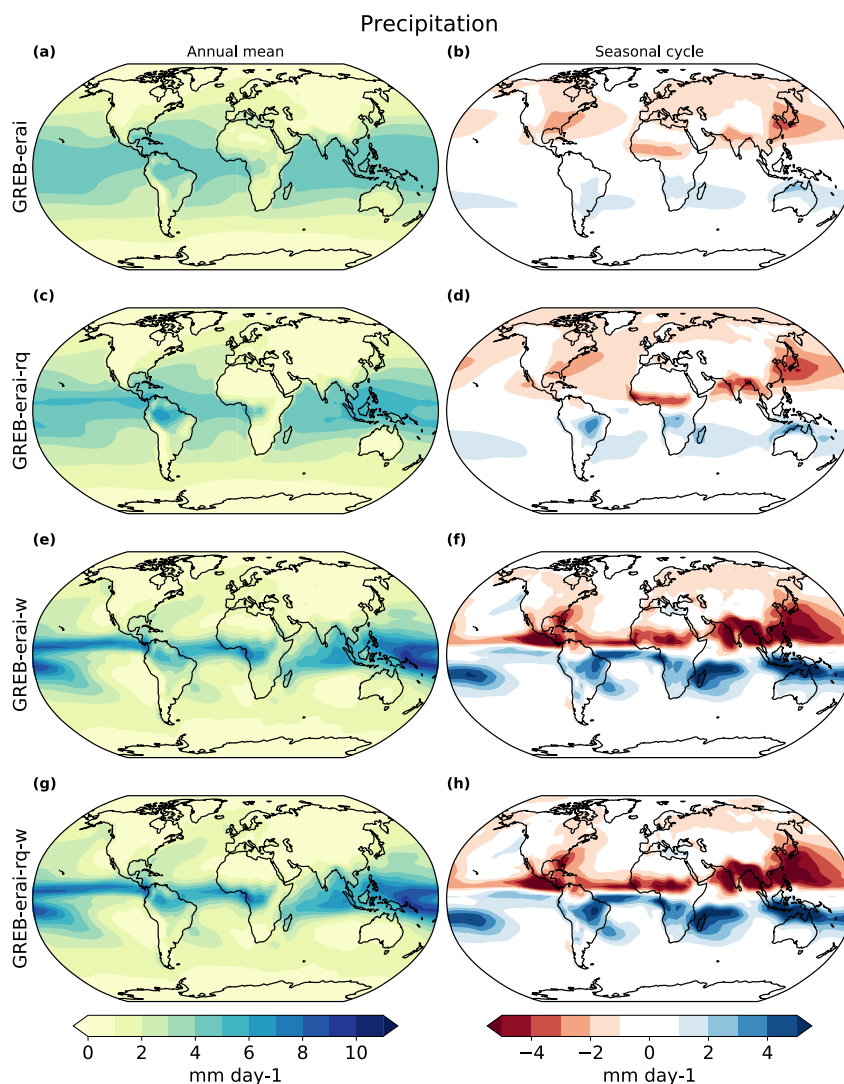 Precipitation
Annual mean
Seasonal cycle
(a)
(b)
GREB-erai
(c)
(d)
GREB-erai-rq
(e)
(f)
GREB-erai-w
(g)
(h)
GREB-erai-rq-w
0 2 4 6 8 10
mm day-1
−4 −2 0 2 4
mm day-1